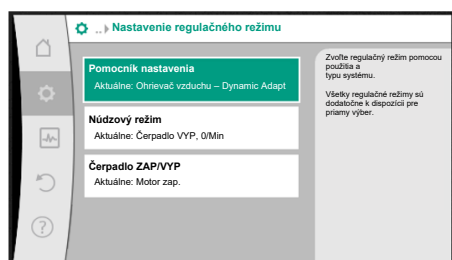 .. Nastavenie regulačného režimu
Pomocník nastavenia
Aktuálne: Ohrievač vzduchu – Dynamic Adapt
Núdzový režim
Aktuálne: Čerpadlo VYP, 0/Min
Čerpadlo ZAP/VYP
Aktuálne: Motor zap.
Zvoľte regulačný režim pomocou
použitia a
typu systému.
Všetky regulačné režimy sú
dodatočne k dispozícii pre
priamy výber.
?